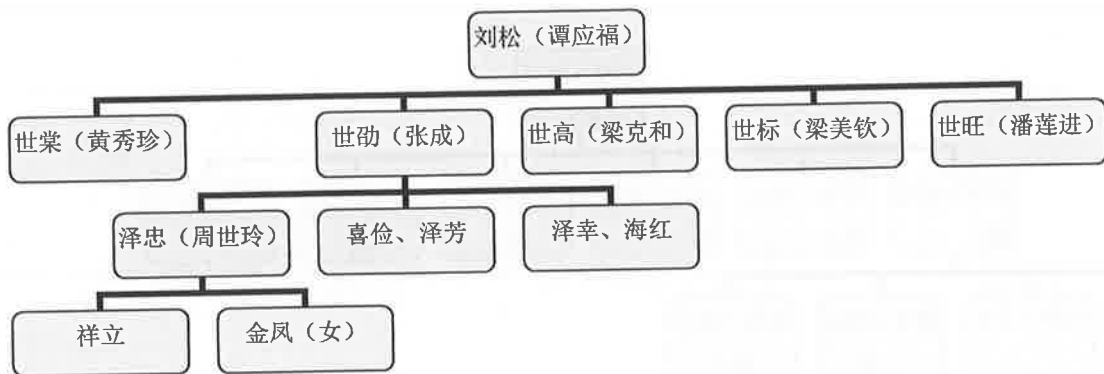 刘松（谭应福）
世棠（黄秀珍）
世劭（张成）
世高（梁克和）
世标（梁美钦）
世旺（潘莲进）
泽忠（周世玲）
喜俭、泽芳
泽幸、海红
祥立
金凤（女）